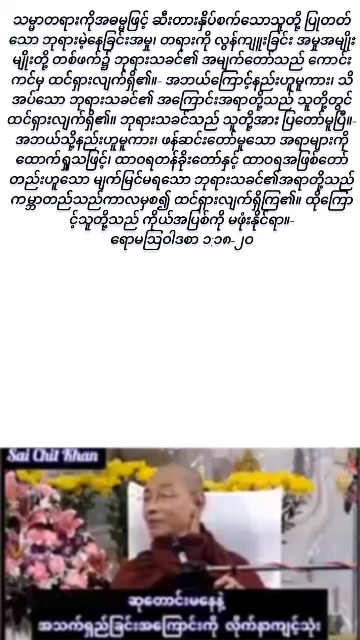 သမ္မာတရားကိုအဓမ္မဖြင့် ဆီးတားနှိပ်စက်သောသူတို့ ပြုတတ်
သော ဘုရားမဲ့နေခြင်းအမှု၊ တရားကို လွန်ကျူးခြင်း အမှုအမျိုး
မျိုးတို့ တစ်ဖက်၌ ဘုရားသခင်၏ အမျက်တော်သည် ကောင်း
ကင်မှ ထင်ရှားလျက်ရှိ၏။- အဘယ်ကြောင့်နည်းဟူမူကား၊ သိ
အပ်သော ဘုရားသခင်၏ အကြောင်းအရာတို့သည် သူတို့တွင်
ထင်ရှားလျက်ရှိ၏။ ဘုရားသခင်သည် သူတို့အား ပြတော်မူပြီ။-
အဘယ်သို့နည်းဟူမူကား၊ ဖန်ဆင်းတော်မူသော အရာများကို
ထောက်ရှုသဖြင့်၊ ထာဝရတန်ခိုးတော်နှင့် ထာဝရအဖြစ်တော်
တည်းဟူသော မျက်မြင်မရသော ဘုရားသခင်၏အရာတို့သည်
ကမ္ဘာတည်သည်ကာလမှစ၍ ထင်ရှားလျက်ရှိကြ၏။ ထို့ကြော
င့်သူတို့သည် ကိုယ်အပြစ်ကို မဖုံးနိုင်ရာ။-
ရောမဩဝါဒစာ ၁:၁၈-၂၀
Sai Chit Khan
ဆုတောင်းမနေနဲ့
အသက်ရှည်ခြင်းအကြောင်းကို လိုက်နာကျင့်သုံး